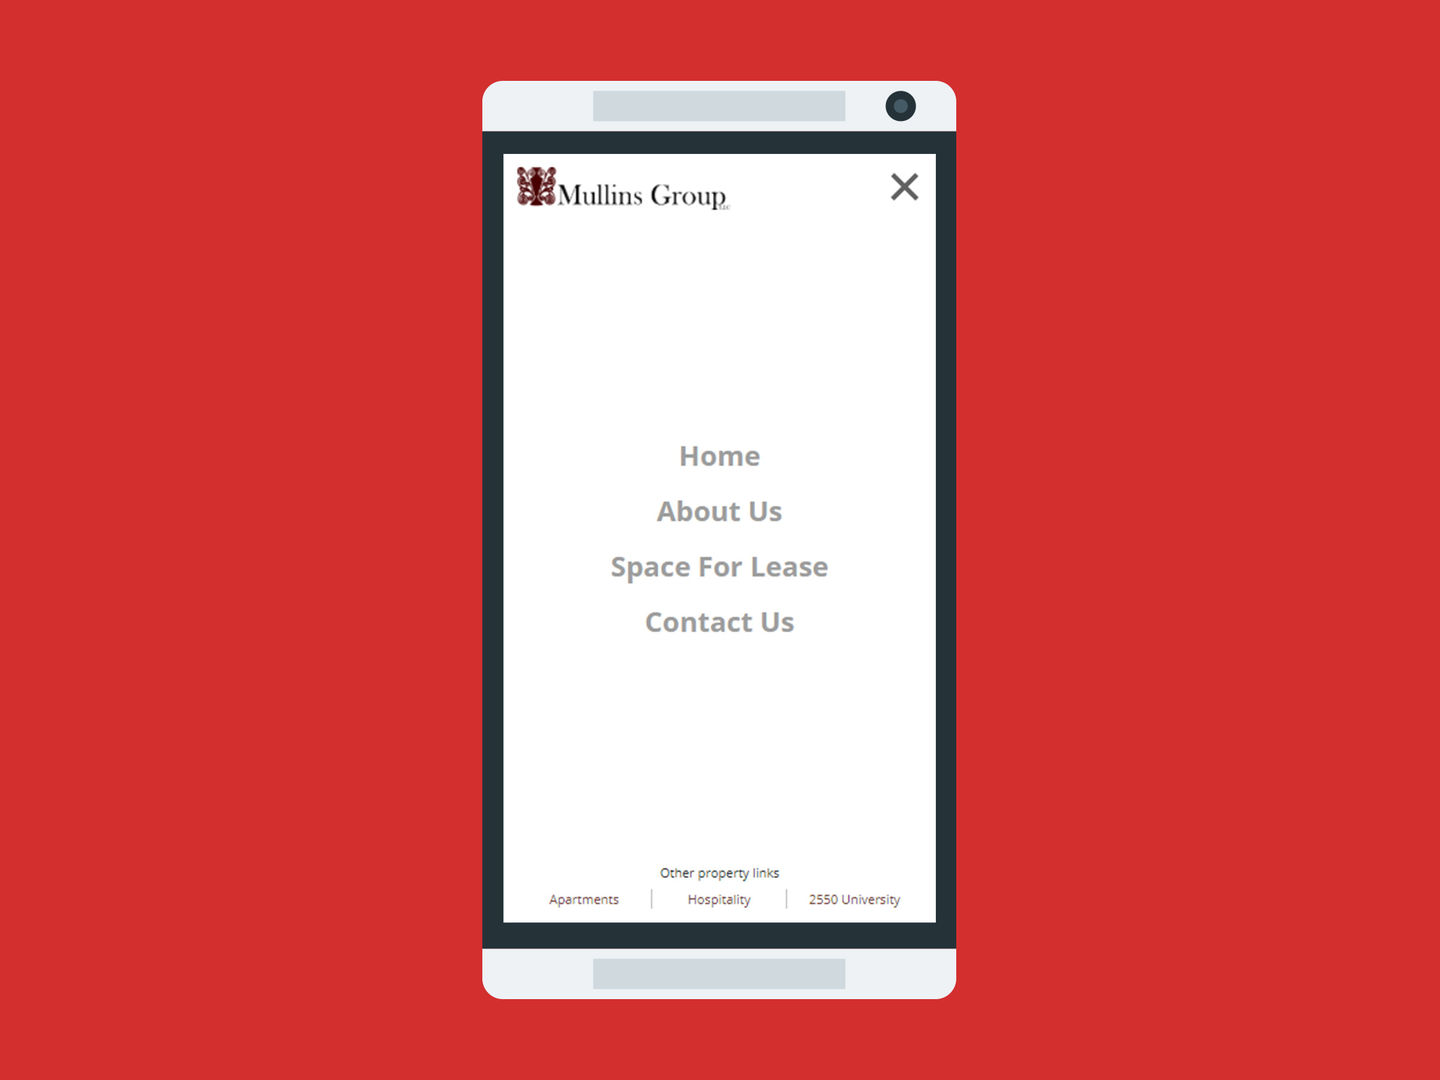 Mullins Group LLC
Home
About Us
Space For Lease
Contact Us
Other property links
Apartments
Hospitality
2550 University